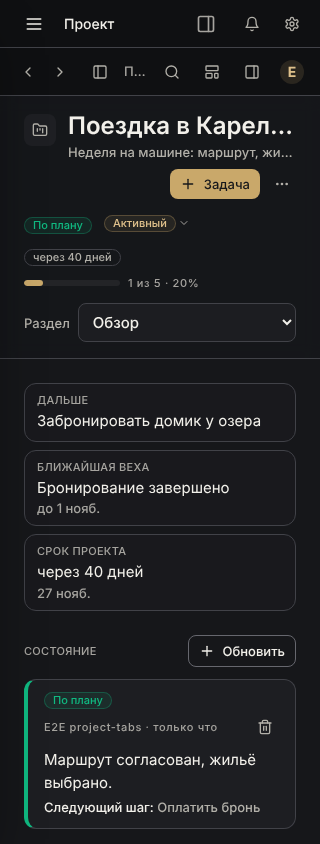 Проект
П...
E
Поездка в Карел...
Неделя на машине: маршрут, жи...
Задача
По плану
Активный
через 40 дней
1 из 5 · 20%
Раздел
Обзор
ДАЛЬШЕ
Забронировать домик у озера
БЛИЖАЙШАЯ ВЕХА
Бронирование завершено
до 1 нояб.
СРОК ПРОЕКТА
через 40 дней
27 нояб.
СОСТОЯНИЕ
Обновить
По плану
E2E project-tabs · только что
Маршрут согласован, жильё
выбрано.
Следующий шаг: Оплатить бронь